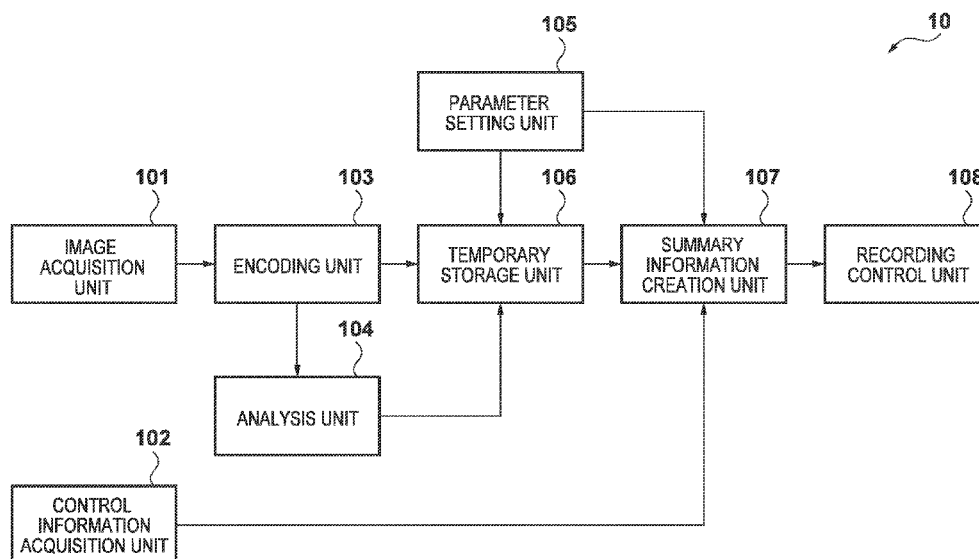 10
105
PARAMETER
SETTING UNIT
101
103
106
107
108
IMAGE
ACQUISITION
UNIT
ENCODING UNIT
TEMPORARY
STORAGE UNIT
SUMMARY
INFORMATION
CREATION UNIT
RECORDING
CONTROL UNIT
104
ANALYSIS UNIT
102
CONTROL
INFORMATION
ACQUISITION UNIT